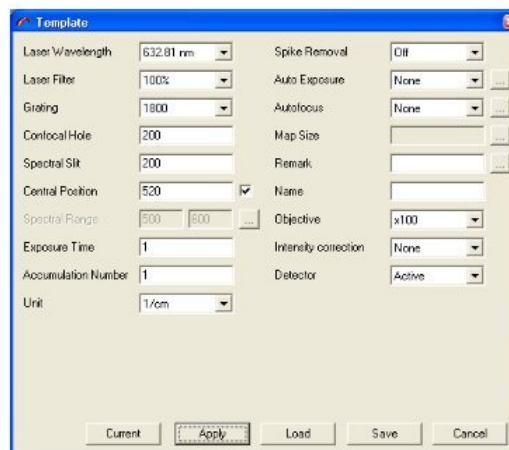 Template
Laser Wavelength 632.81 nm Spike Removal Off
Laser Filter 100% Auto Exposure None ...
Grating 1800 Autofocus None ...
Confocal Hole 200 Map Size
Spectral Slit 200 Remark ...
Central Position 520 Name
Spectral Range 500 600 ... Objective x100
Exposure Time 1 Intensity correction None
Accumulation Number 1 Detector Active
Unit 1/cm
Current Apply Load Save Cancel